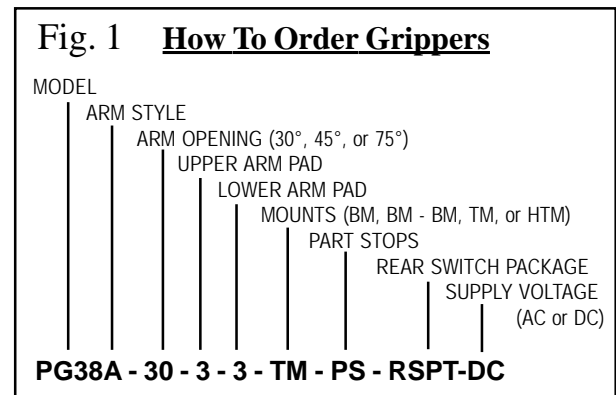 Fig. 1 How To Order Grippers
MODEL
ARM STYLE
ARM OPENING (30°, 45°, or 75°)
UPPER ARM PAD
LOWER ARM PAD
MOUNTS (BM, BM - BM, TM, or HTM)
PART STOPS
REAR SWITCH PACKAGE
SUPPLY VOLTAGE
(AC or DC)
PG38A - 30 - 3 - 3 - TM - PS - RSPT-DC